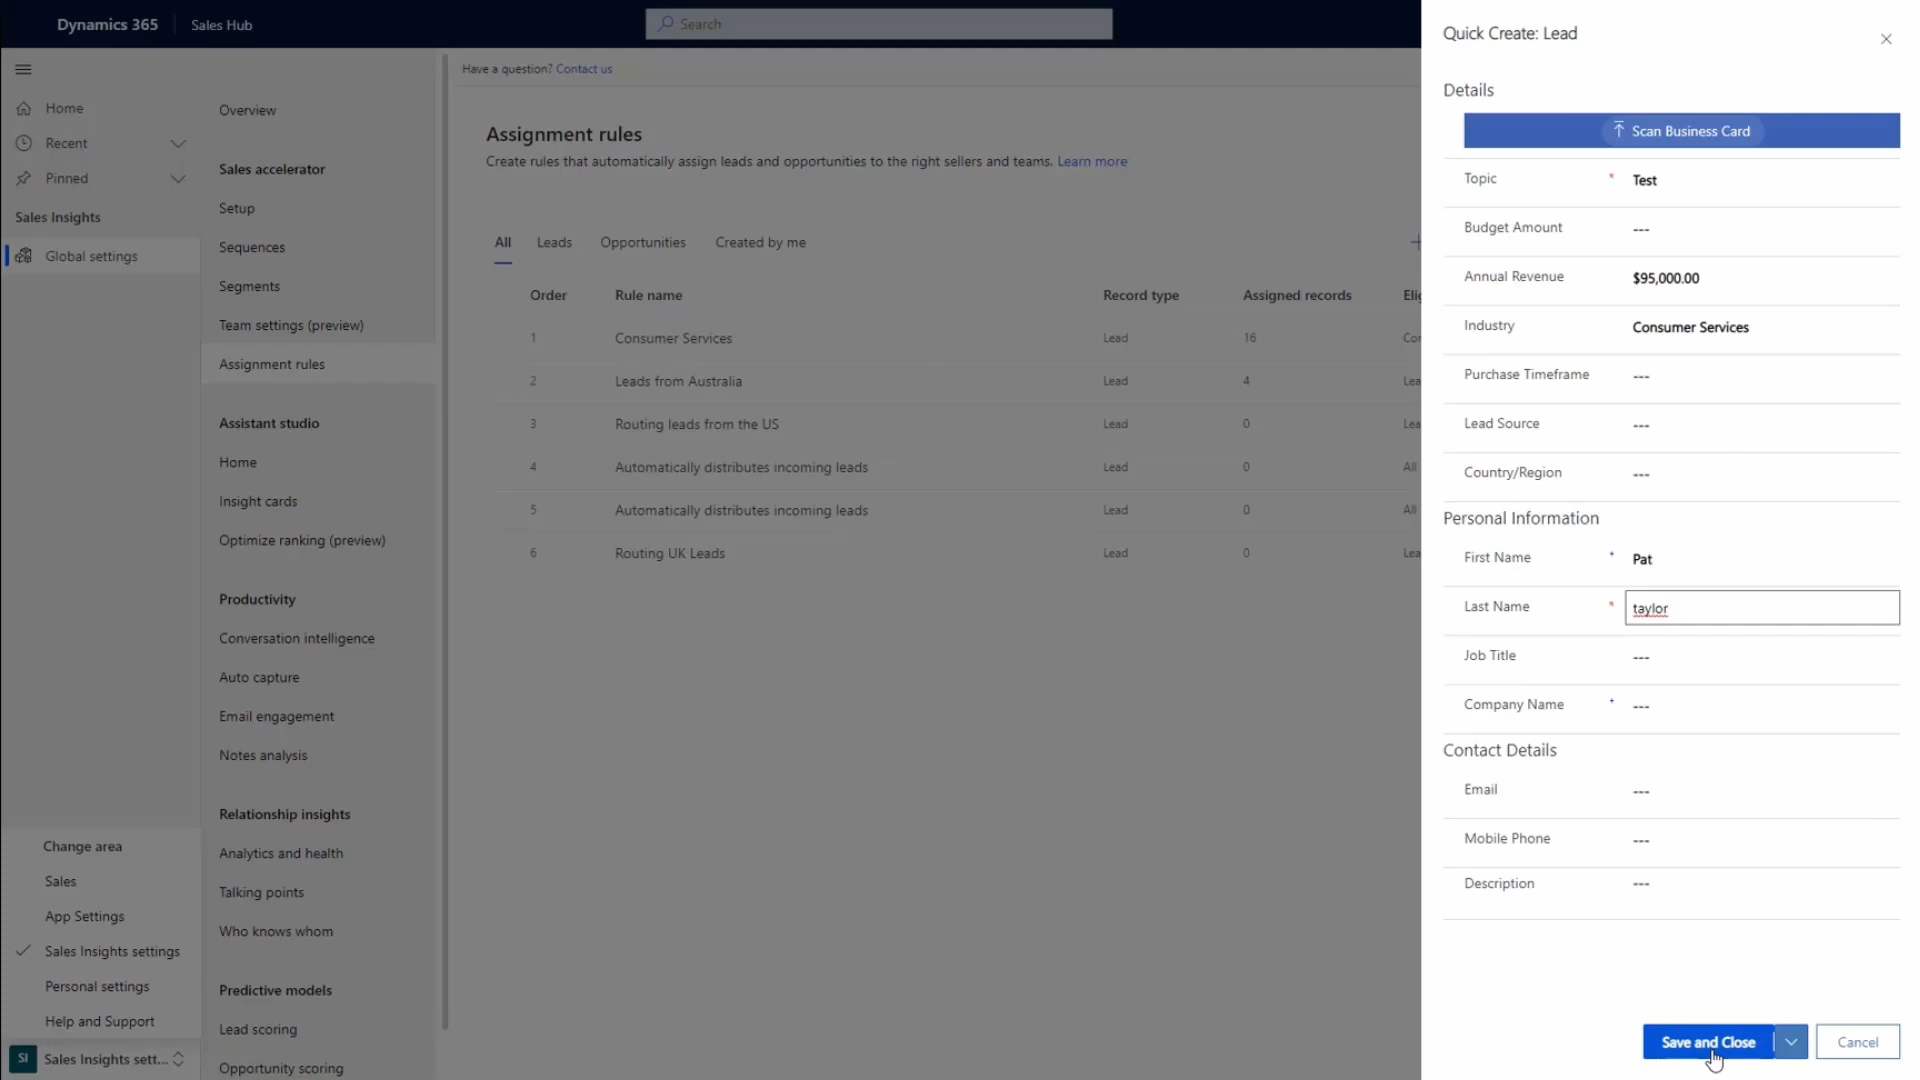 Dynamics 365
Sales Hub
Search
Home
Recent
Pinned
Sales Insights
Global settings
Change area
Sales
App Settings
Sales Insights settings
Personal settings
Help and Support
SI
Sales Insights sett...
Overview
Sales accelerator
Setup
Sequences
Segments
Team settings (preview)
Assignment rules
Assistant studio
Home
Insight cards
Optimize ranking (preview)
Productivity
Conversation intelligence
Auto capture
Email engagement
Notes analysis
Relationship insights
Analytics and health
Talking points
Who knows whom
Predictive models
Lead scoring
Opportunity scoring
Have a question? Contact us
Assignment rules
Create rules that automatically assign leads and opportunities to the right sellers and teams. Learn more
All Leads Opportunities Created by me
Order Rule name Record type Assigned records
1 Consumer Services Lead 16
2 Leads from Australia Lead 4
3 Routing leads from the US Lead 0
4 Automatically distributes incoming leads Lead 0 All
5 Automatically distributes incoming leads Lead 0 All
6 Routing UK Leads Lead 0
Quick Create: Lead
Details
Scan Business Card
Topic * Test
Budget Amount ---
Annual Revenue $95,000.00
Industry Consumer Services
Purchase Timeframe ---
Lead Source ---
Country/Region ---
Personal Information
First Name + Pat
Last Name * taylor
Job Title ---
Company Name + ---
Contact Details
Email ---
Mobile Phone ---
Description ---
Save and Close
Cancel